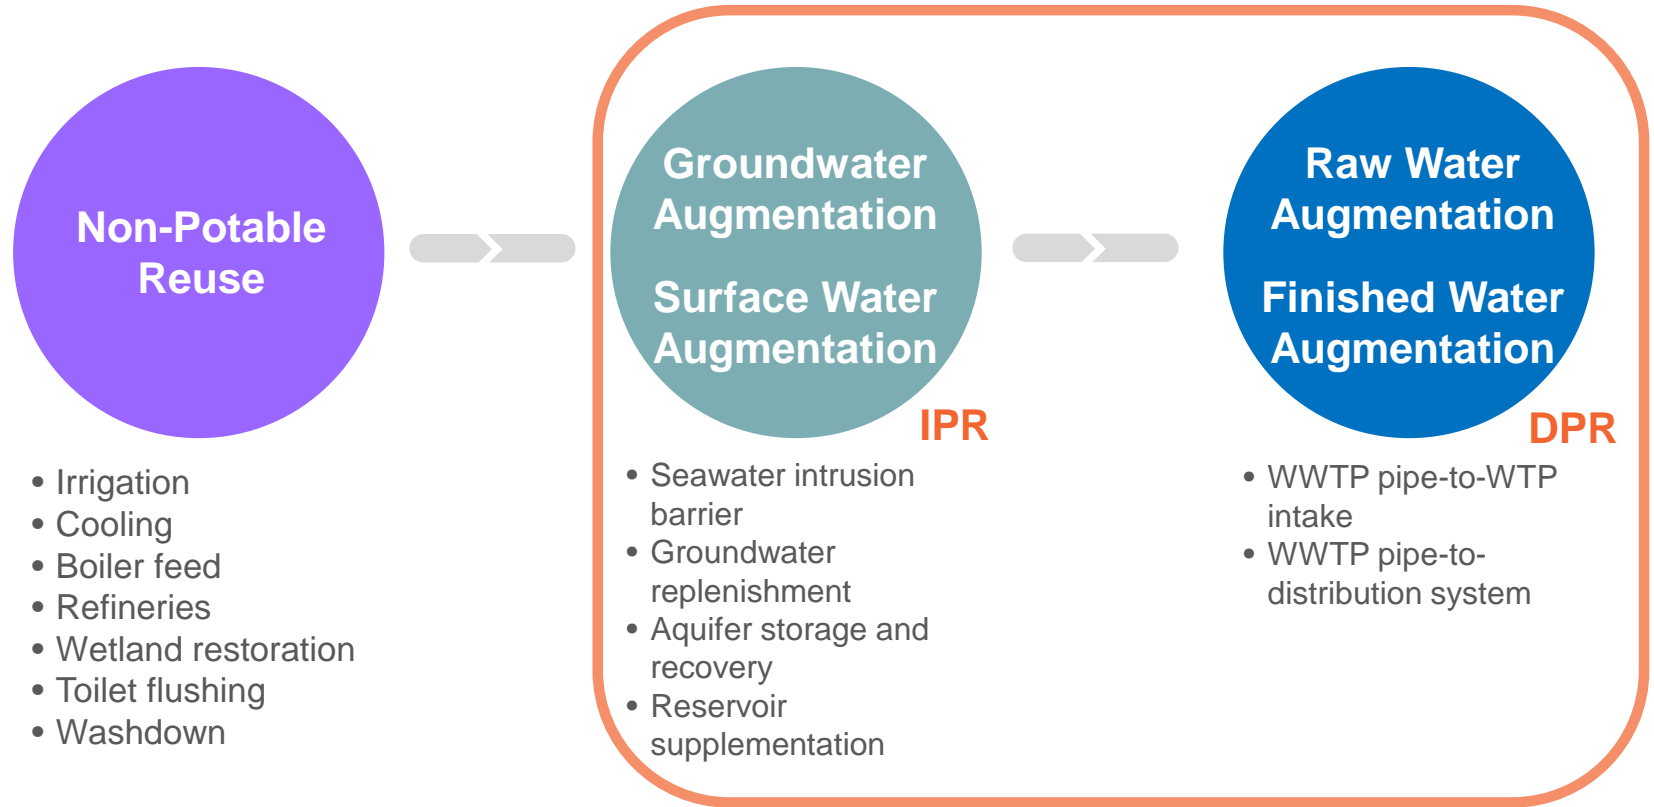 Non-Potable
Reuse
• Irrigation
• Cooling
• Boiler feed
• Refineries
• Wetland restoration
• Toilet flushing
• Washdown
Groundwater
Augmentation
Surface Water
Augmentation
IPR
• Seawater intrusion
barrier
• Groundwater
replenishment
• Aquifer storage and
recovery
• Reservoir
supplementation
Raw Water
Augmentation
Finished Water
Augmentation
DPR
• WWTP pipe-to-WTP
intake
• WWTP pipe-to-
distribution system